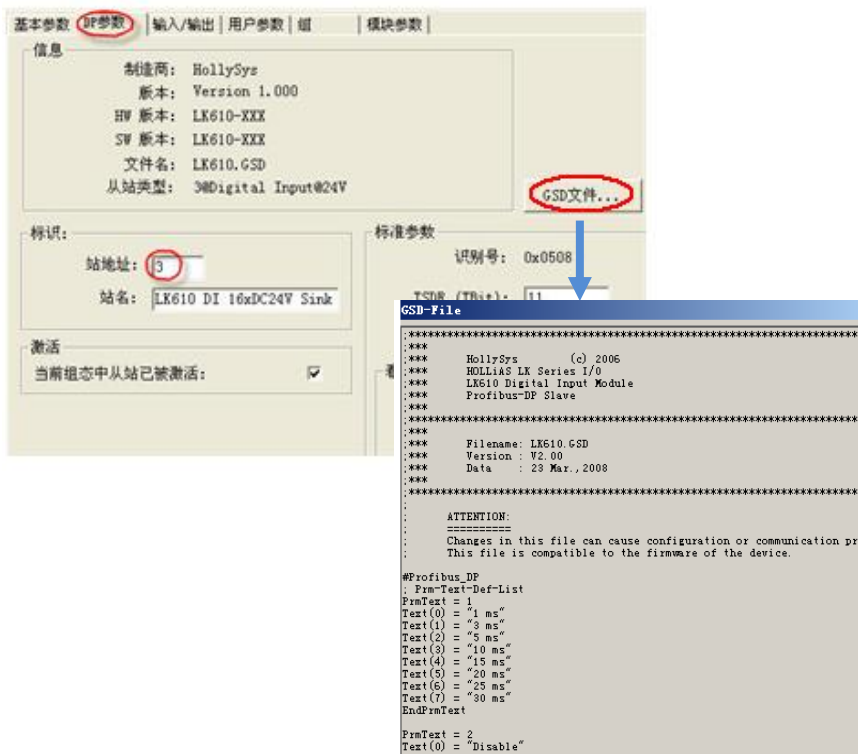 基本参数 DP参数 输入/输出 用户参数 组 模块参数
信息
制造商: HollySys
版本: Version 1.000
HW 版本: LK610-XXX
SW 版本: LK610-XXX
文件名: LK610.GSD
从站类型: 3@Digital Input@24V
GSD文件...
标识:
站地址: 3
站名: LK610 DI 16xDC24V Sink
标准参数
识别号: 0x0508
TSDR (TBit): 11
激活
当前组态中从站已被激活:
GSD-File
;*******************************************************************
;***
;*** HollySys (c) 2006
;*** HOLLiAS LK Series I/O
;*** LK610 Digital Input Module
;*** Profibus-DP Slave
;***
;*******************************************************************
;***
;*** Filename: LK610.GSD
;*** Version : V2.00
;*** Data : 23 Mar.,2008
;***
;*******************************************************************
;
; ATTENTION:
; ==========
; Changes in this file can cause configuration or communication pr
; This file is compatible to the firmware of the device.
#Profibus_DP
; Prm-Text-Def-List
PrmText = 1
Text(0) = "1 ms"
Text(1) = "3 ms"
Text(2) = "5 ms"
Text(3) = "10 ms"
Text(4) = "15 ms"
Text(5) = "20 ms"
Text(6) = "25 ms"
Text(7) = "30 ms"
EndPrmText
PrmText = 2
Text(0) = "Disable"